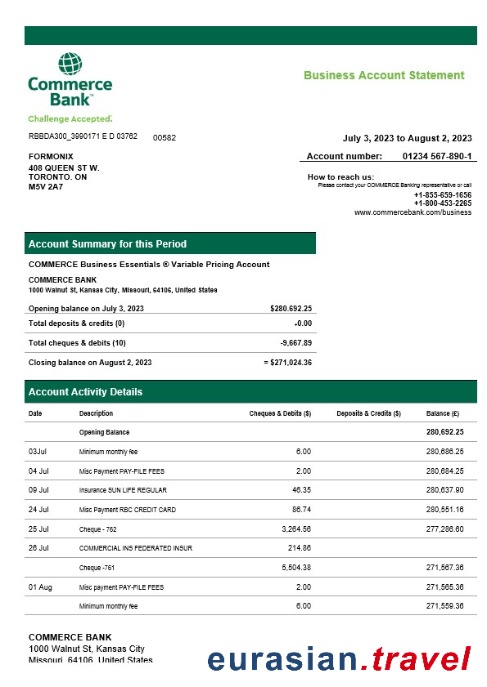 Commerce
Bank™
Challenge Accepted.
Business Account Statement
RBBDA300_3990171 E D 03762 00582
July 3, 2023 to August 2, 2023
Account number: 01234 567-890-1
FORMONIX
408 QUEEN ST W.
TORONTO. ON
M5V 2A7
How to reach us:
Please contact your COMMERCE Banking representative or call
+1-855-659-1656
+1-800-453-2265
www.commercebank.com/business
Account Summary for this Period
COMMERCE Business Essentials ® Variable Pricing Account
COMMERCE BANK
1000 Walnut St, Kansas City, Missouri, 64106, United States
Opening balance on July 3, 2023 $280.692.25
Total deposits & credits (0) -0.00
Total cheques & debits (10) -9,667.89
Closing balance on August 2, 2023 = $271,024.36
Account Activity Details
Date Description Cheques & Debits ($) Deposits & Credits ($) Balance (£)
Opening Balance 280,692.25
03Jul Minimum monthly fee 6.00 280,686.25
04 Jul Misc Payment PAY-FILE FEES 2.00 280,684.25
09 Jul Insurance SUN LIFE REGULAR 46.35 280,637.90
24 Jul Misc Payment RBC CREDIT CARD 86.74 280,551.16
25 Jul Cheque - 762 3,264.56 277,286.60
26 Jul COMMERCIAL INS FEDERATED INSUR 214.86
Cheque -761 5,504.38 271,567.36
01 Aug Misc payment PAY-FILE FEES 2.00 271,565.36
Minimum monthly fee 6.00 271,559.36
COMMERCE BANK
1000 Walnut St, Kansas City
Missouri, 64106, United States
eurasian.travel